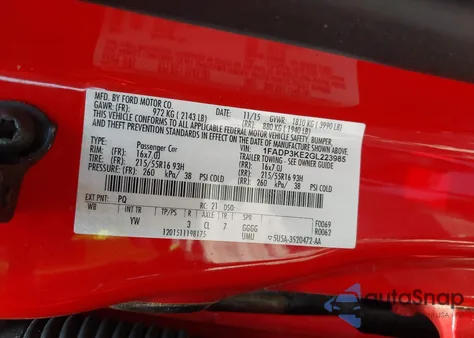 MFD. BY FORD MOTOR CO.
DATE: 11/15 GVWR: 1810 KG ( 3990 LB)
GAWR: (FR): 972 KG ( 2143 LB) (RR): 880 KG ( 1940 LB)
THIS VEHICLE CONFORMS TO ALL APPLICABLE FEDERAL MOTOR VEHICLE SAFETY, BUMPER,
AND THEFT PREVENTION STANDARDS IN EFFECT ON THE DATE OF MANUFACTURE SHOWN ABOVE.
TYPE: Passenger Car VIN: 1FADP3KE2GL223985
RIM: (FR): 16x7.0J TRAILER TOWING - SEE OWNER GUIDE
TIRE: (FR): 215/55R16 93H (RR): 16x7.0J
PRESSURE: (FR): 260 kPa/ 38 PSI COLD (RR): 215/55R16 93H
(RR): 260 kPa/ 38 PSI COLD
EXT PNT: PQ RC: 21 DSO: F0069
WB INT TR TP/PS R AXLE TR SPR R0062
YW 3 CL 7 GGGG
UMU 5U5A-3520472-AA
1201511198175
autoSnap